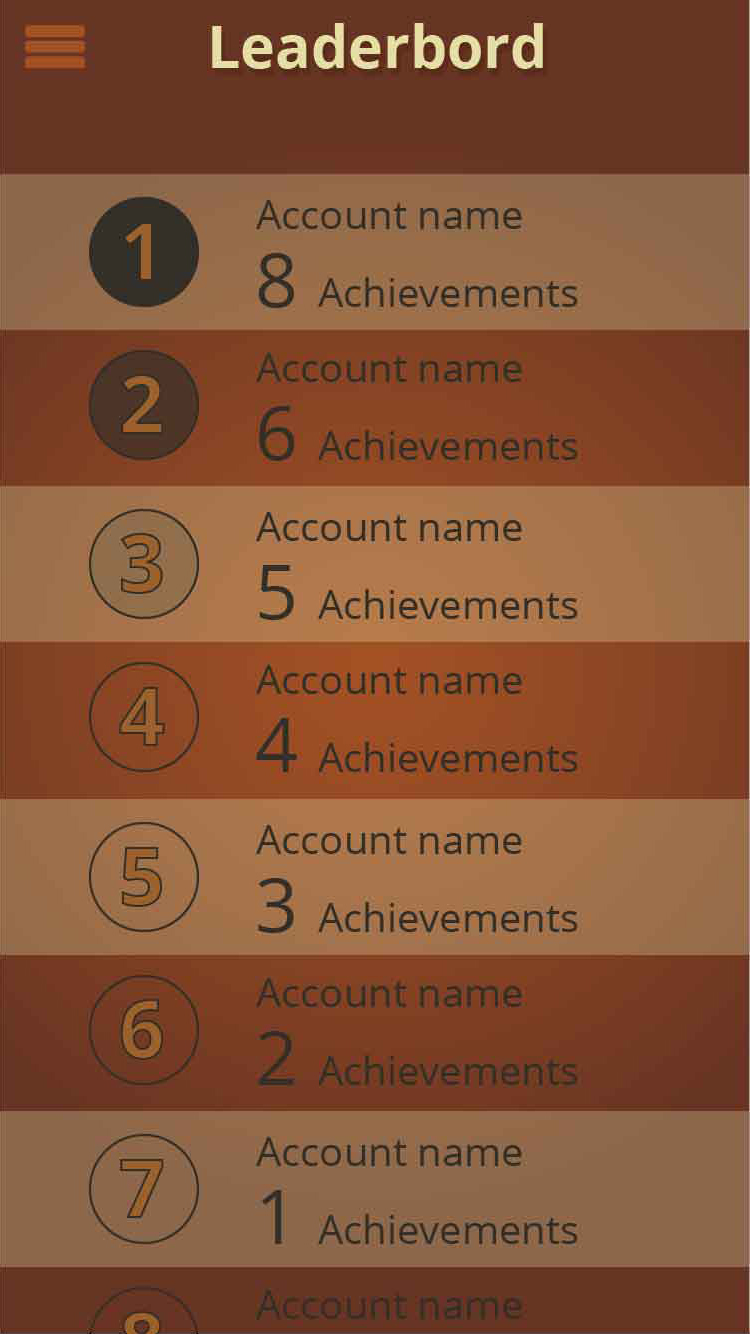 Leaderbord
1
Account name
8 Achievements
2
Account name
6 Achievements
3
Account name
5 Achievements
4
Account name
4 Achievements
5
Account name
3 Achievements
6
Account name
2 Achievements
7
Account name
1 Achievements
8
Account name